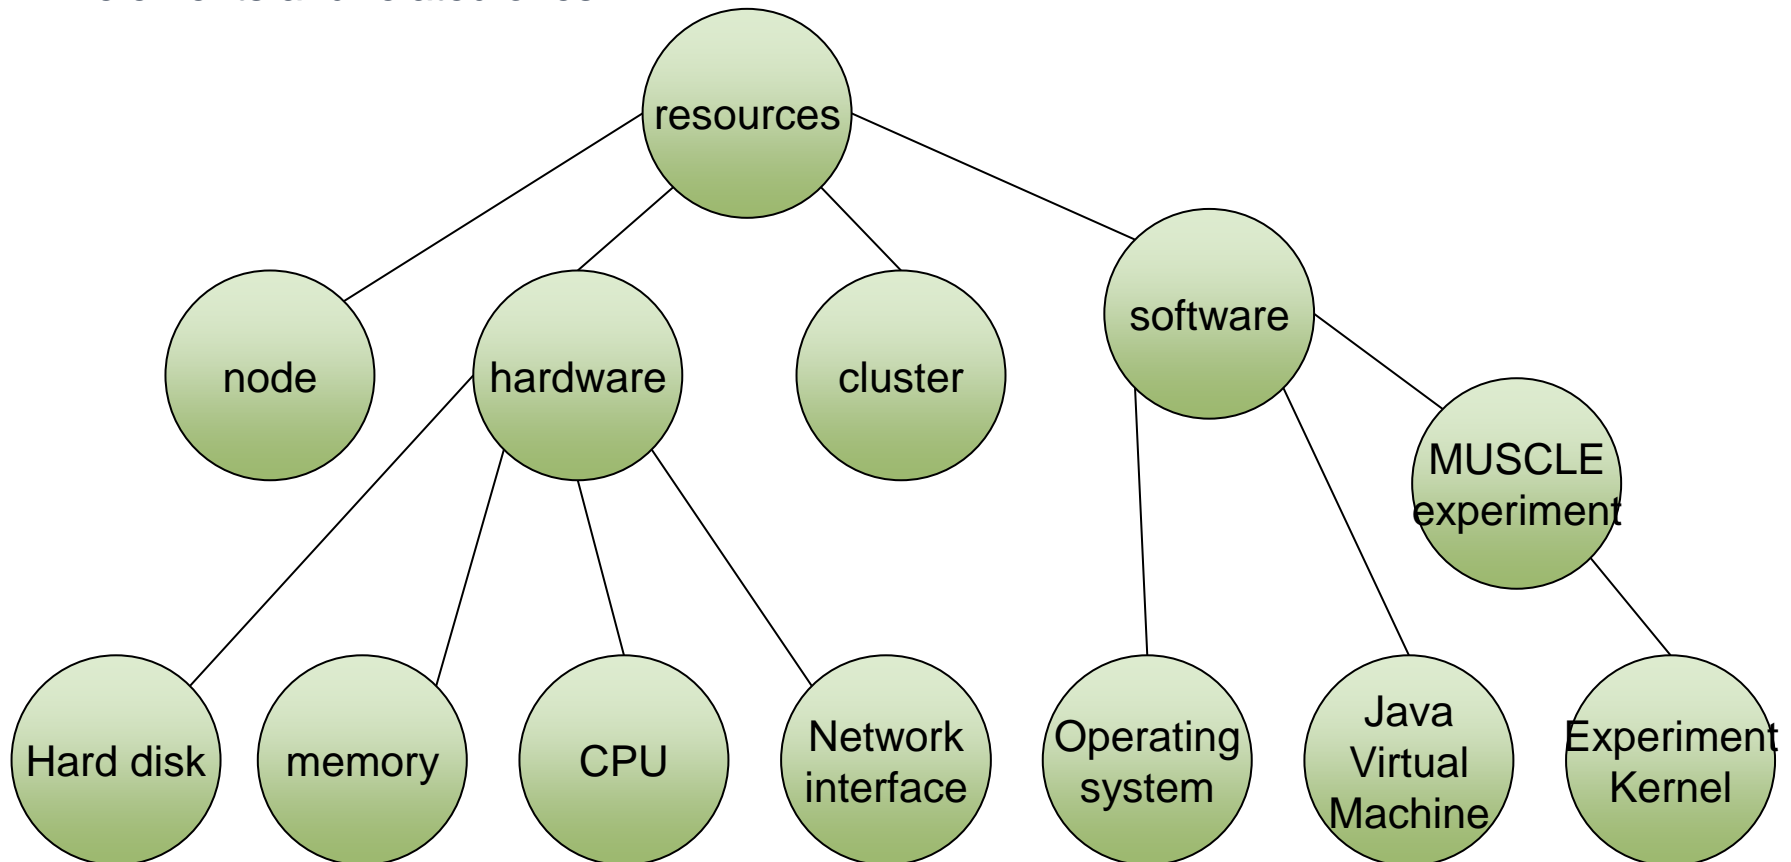 resources
node
hardware
cluster
software
MUSCLE
experiment
Hard disk
memory
CPU
Network
interface
Operating
system
Java
Virtual
Machine
Experiment
Kernel